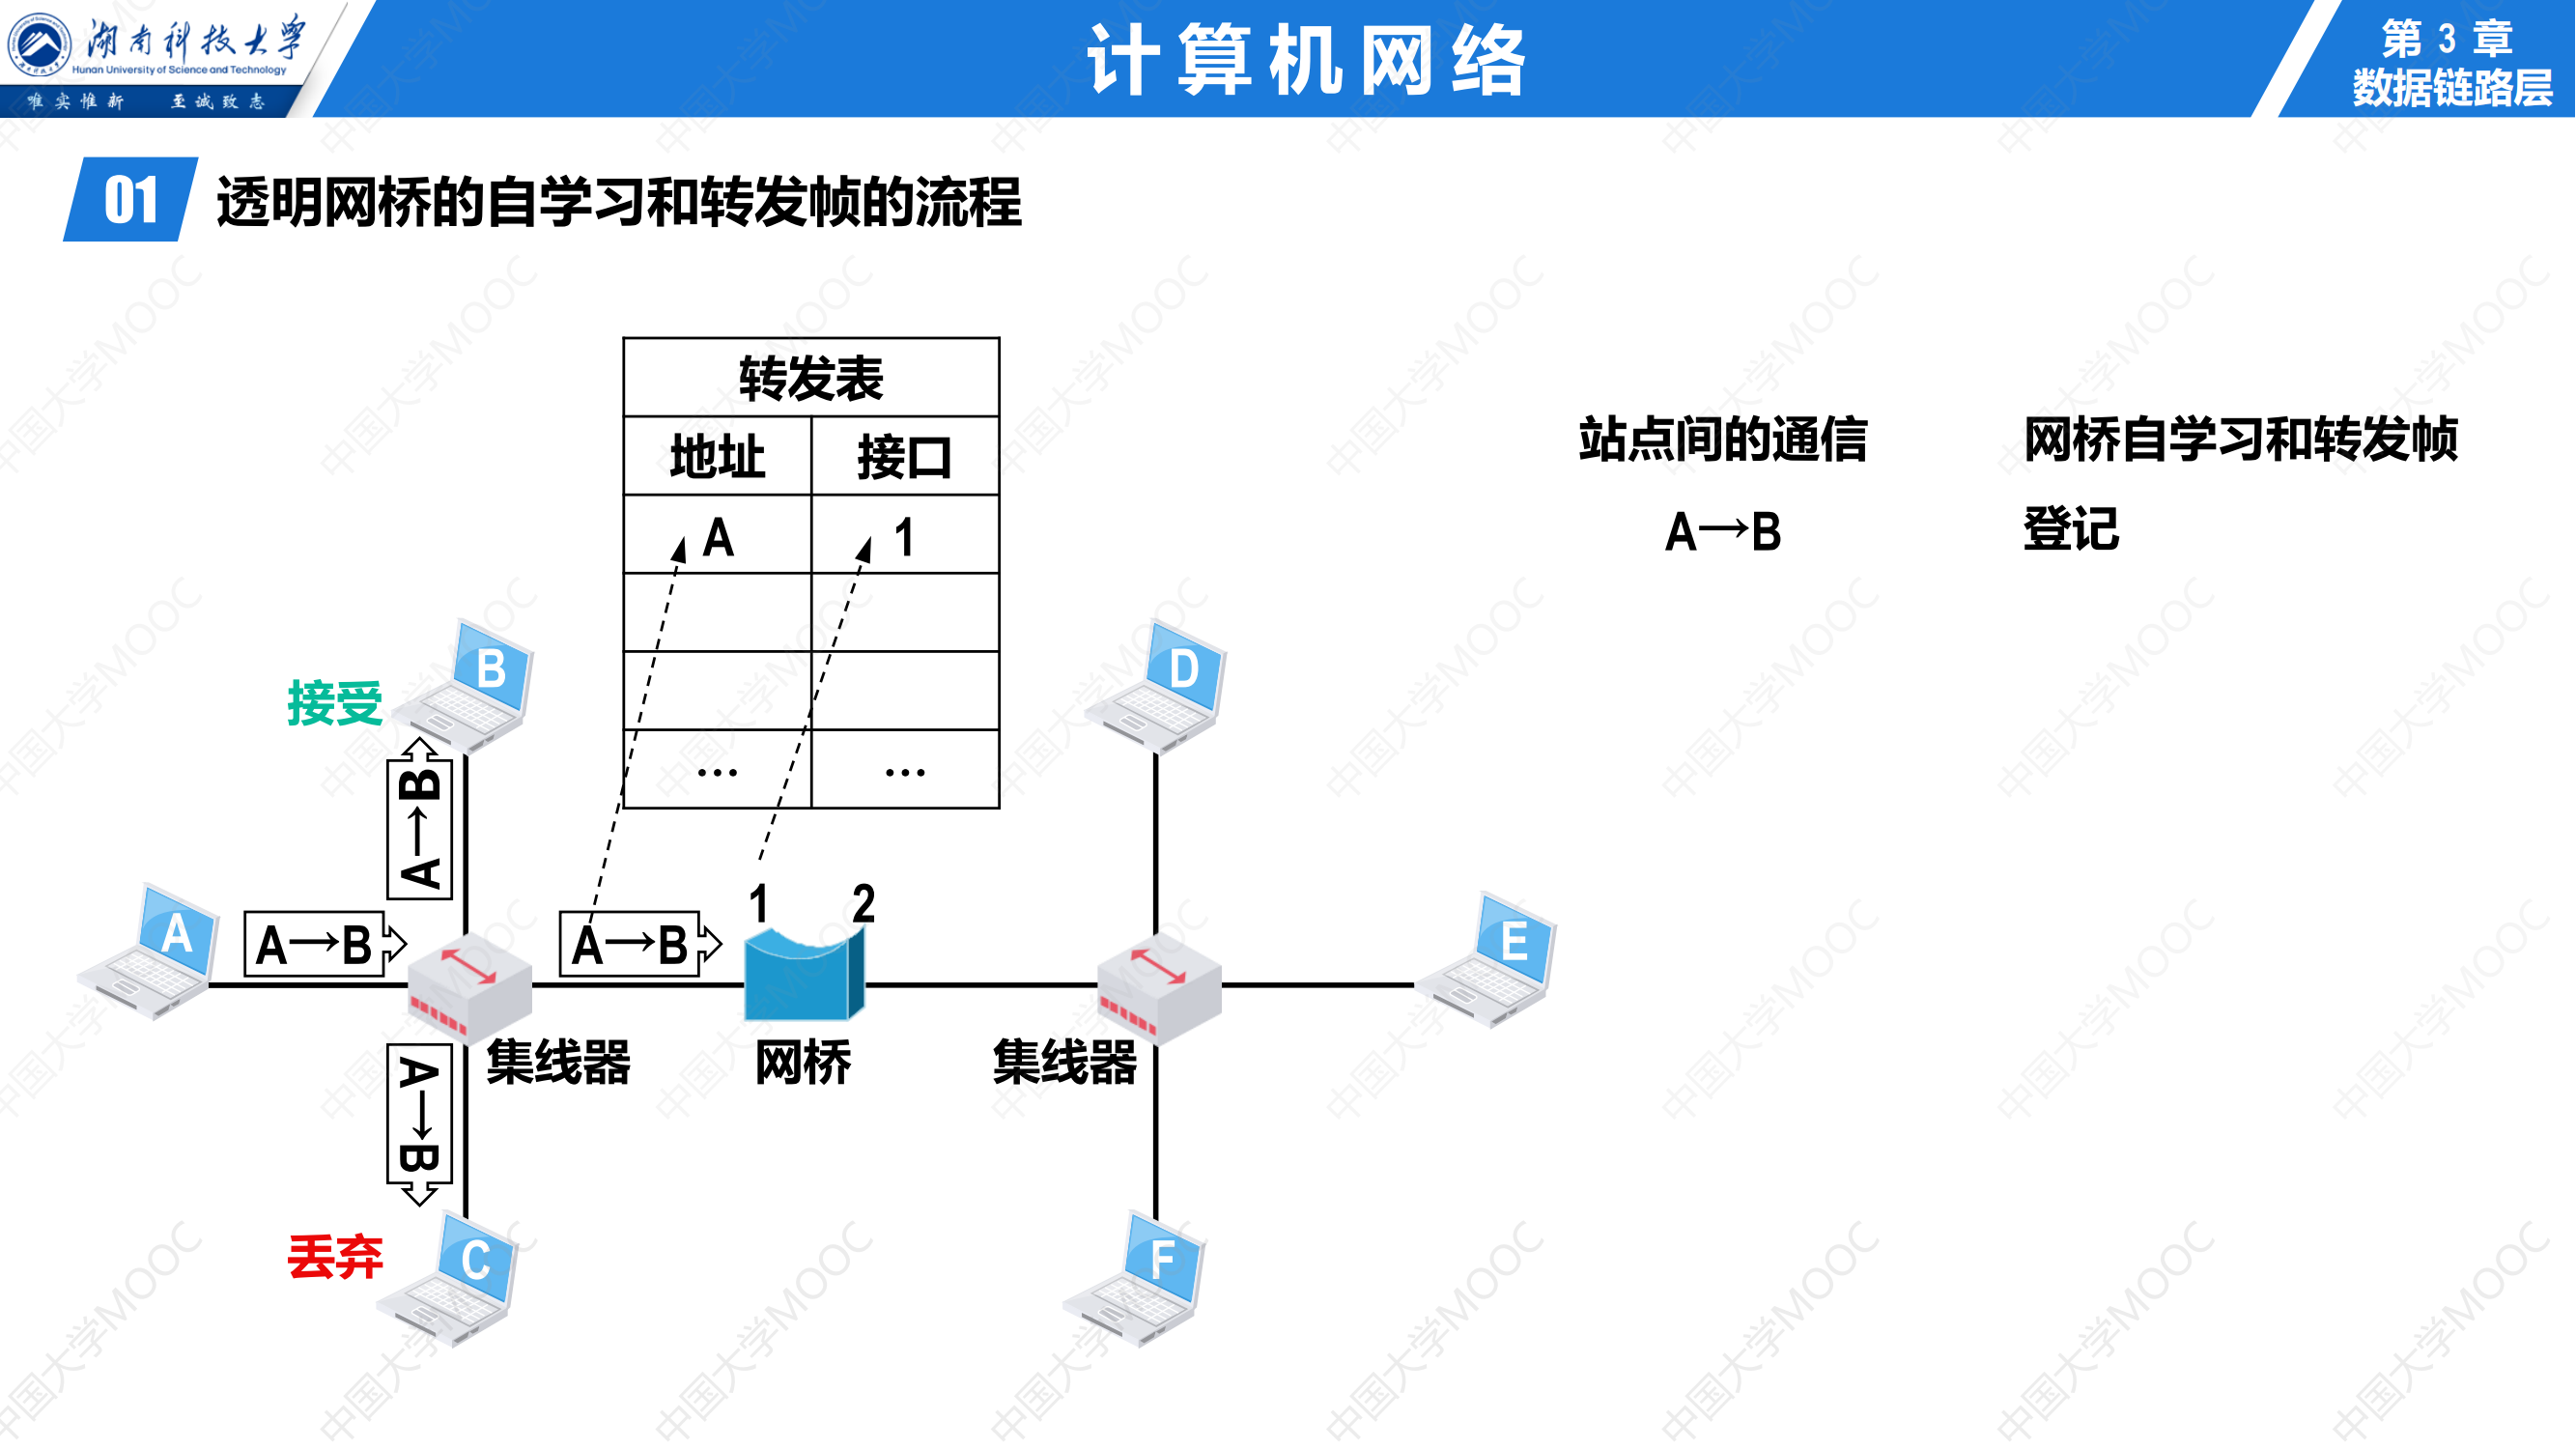 湖南科技大学
Hunan University of Science and Technology
唯实惟新 至诚致志
计算机网络
第 3 章
数据链路层
01 透明网桥的自学习和转发帧的流程
转发表
地址 接口
A 1
… …
站点间的通信 网桥自学习和转发帧
A→B 登记
B
接受
A→B
D
A
A→B
A→B
1 2
E
集线器
网桥
集线器
A→B
丢弃
C
F
中国大学MOOC